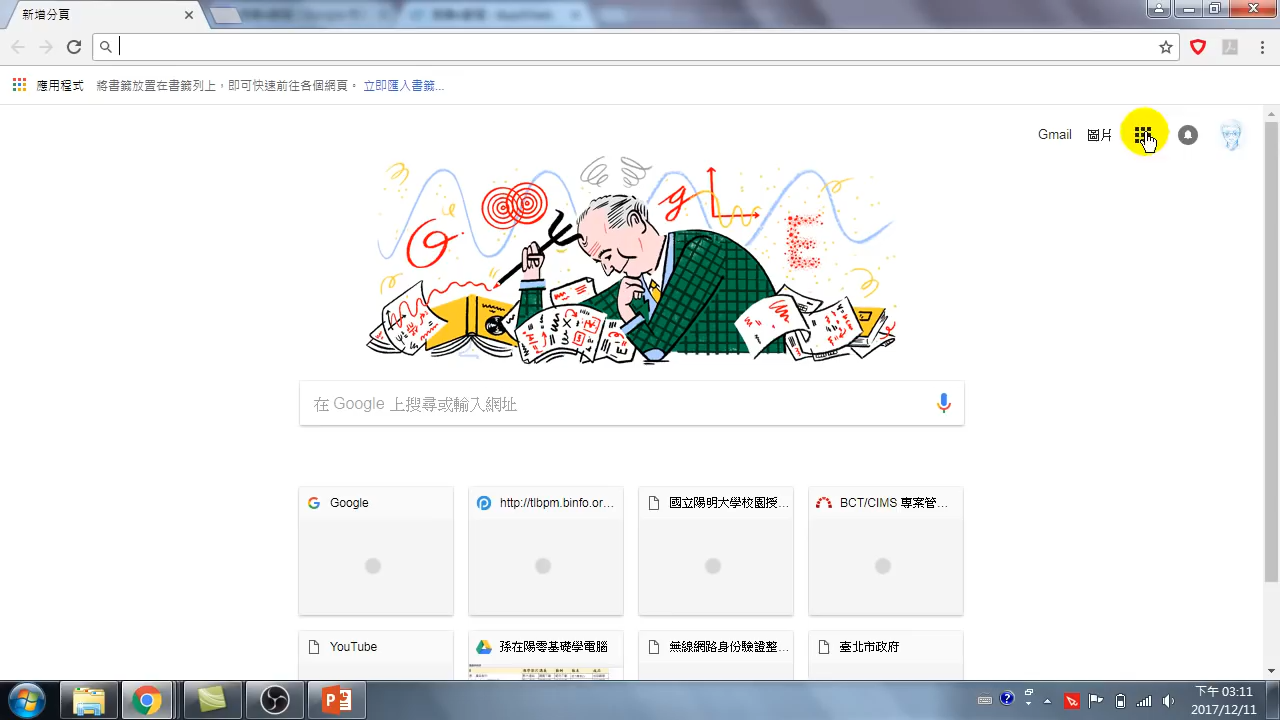 新增分頁
應用程式 將書籤放置在書籤列上，即可快速前往各個網頁。 立即匯入書籤...
Gmail 圖片
在 Google 上搜尋或輸入網址
Google
http://tlbpm.binfo.or...
國立陽明大學校園授...
BCT/CIMS 專案管...
YouTube
孫在陽零基礎學電腦
無線網路身份驗證整...
臺北市政府
下午 03:11
2017/12/11